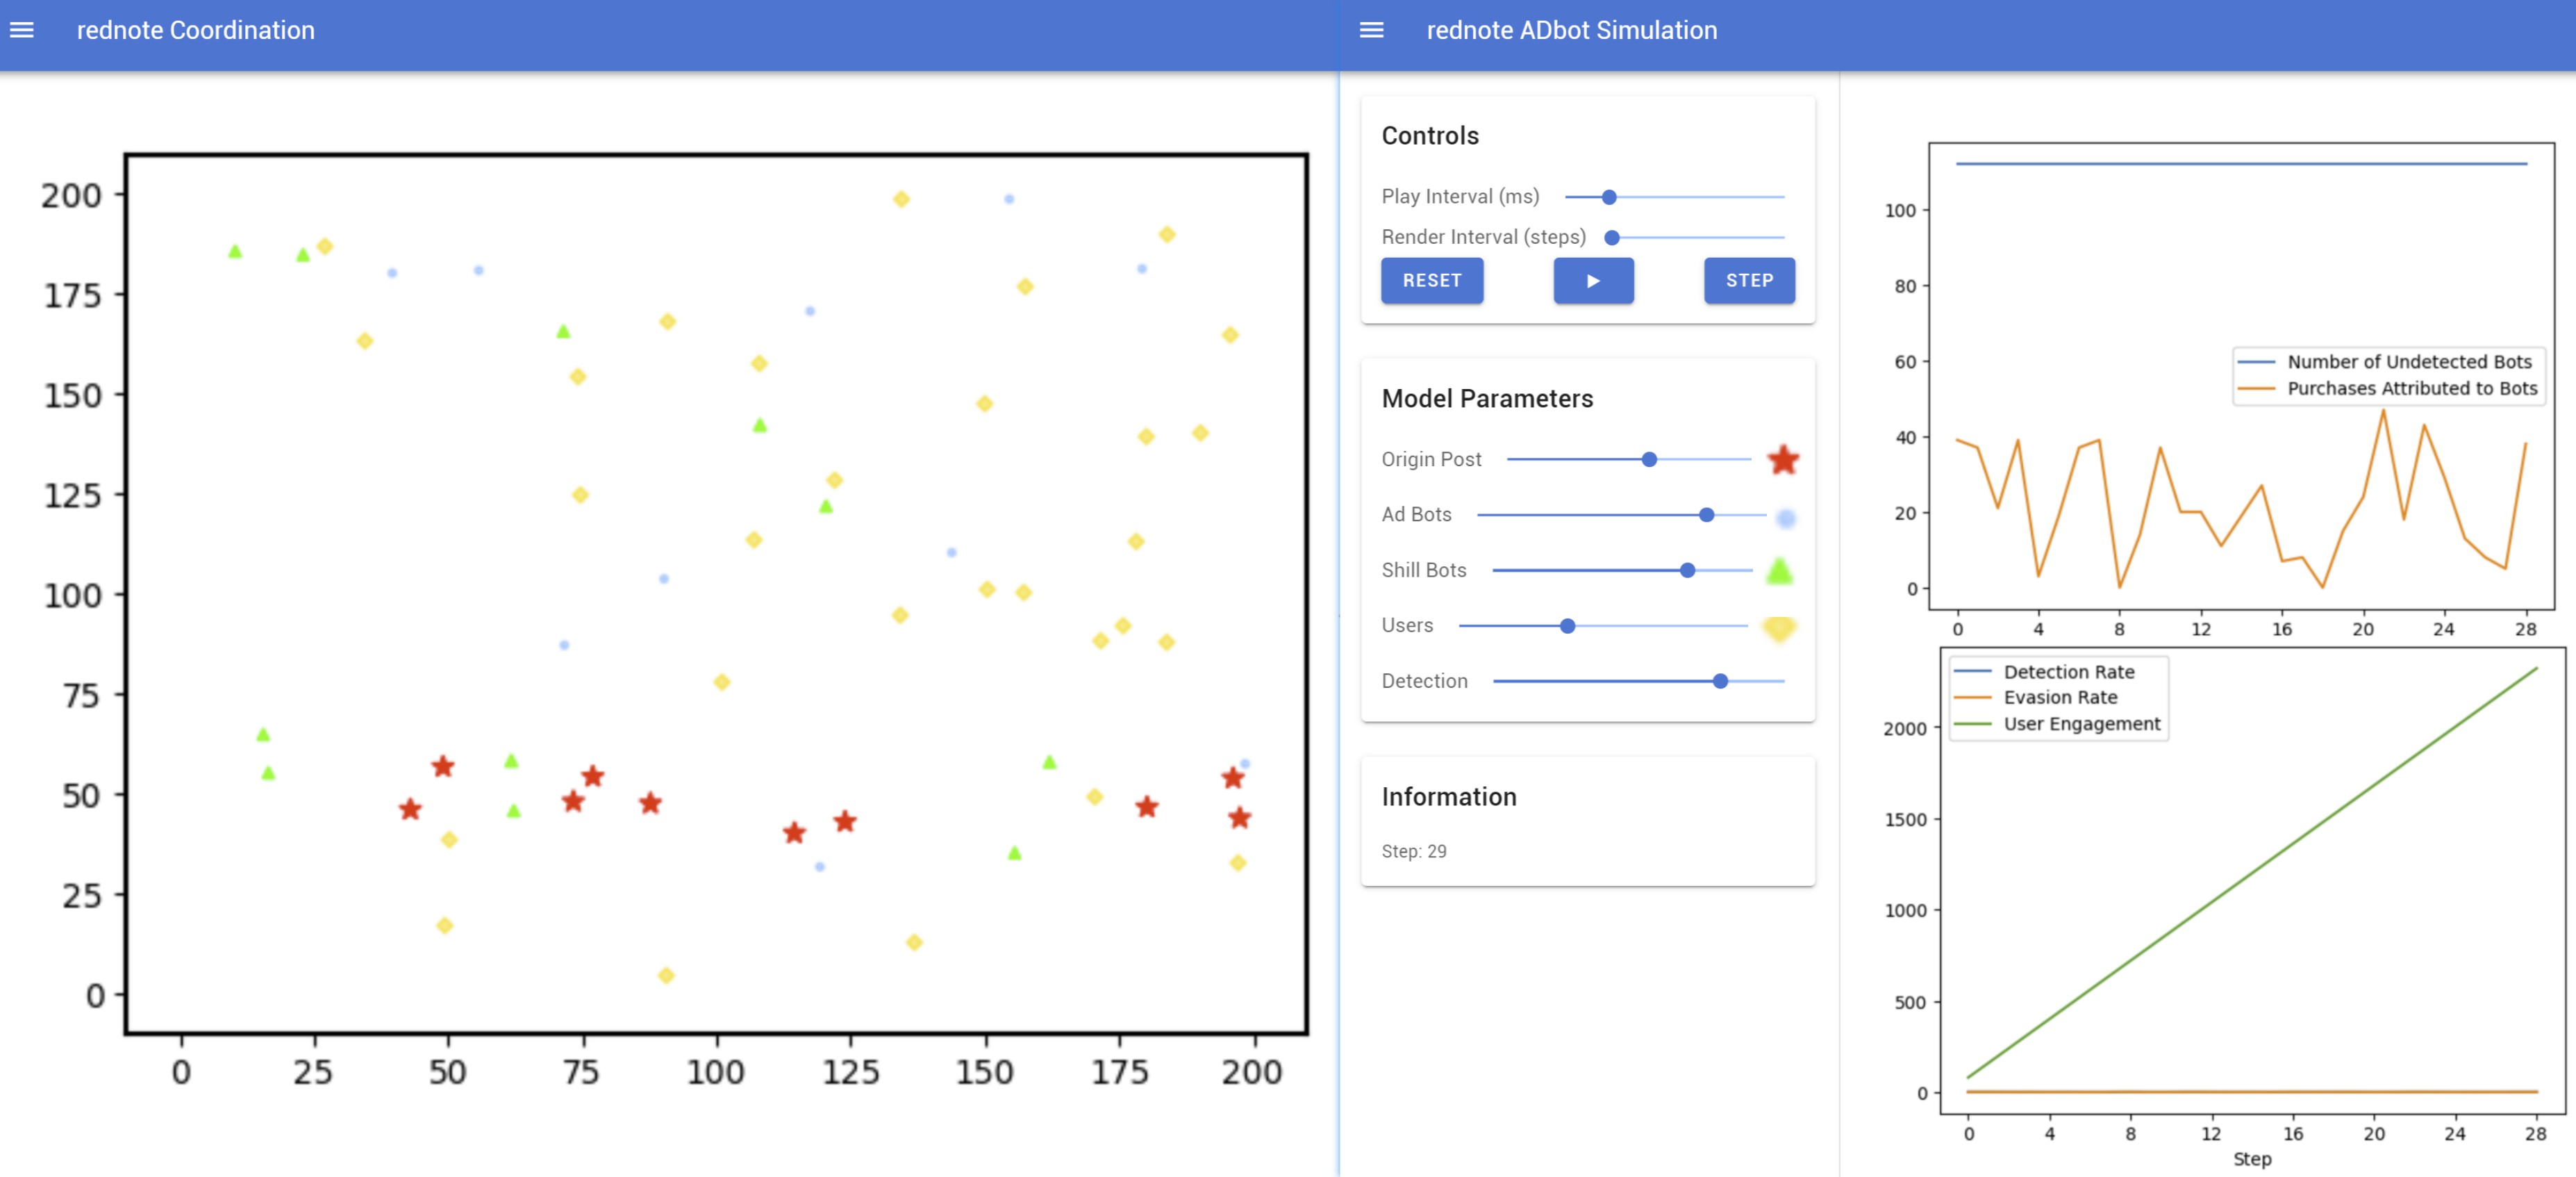 rednote Coordination
200
175
150
125
100
75
50
25
0
0 25 50 75 100 125 150 175 200
rednote ADbot Simulation
Controls
Play Interval (ms)
Render Interval (steps)
RESET STEP
Model Parameters
Origin Post
Ad Bots
Shill Bots
Users
Detection
Information
Step: 29
100
80
60
40
20
0
Number of Undetected Bots
Purchases Attributed to Bots
0 4 8 12 16 20 24 28
Detection Rate
Evasion Rate
User Engagement
2000
1500
1000
500
0
0 4 8 12 16 20 24 28
Step